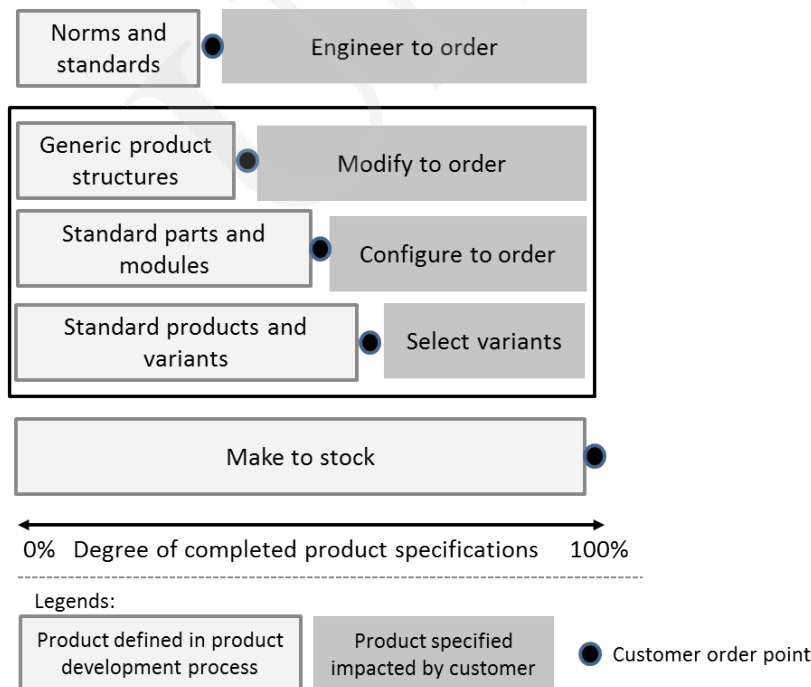 Norms and
standards
Engineer to order
Generic product
structures
Modify to order
Standard parts and
modules
Configure to order
Standard products and
variants
Select variants
Make to stock
0% Degree of completed product specifications 100%
Legends:
Product defined in product
development process
Product specified
impacted by customer
Customer order point